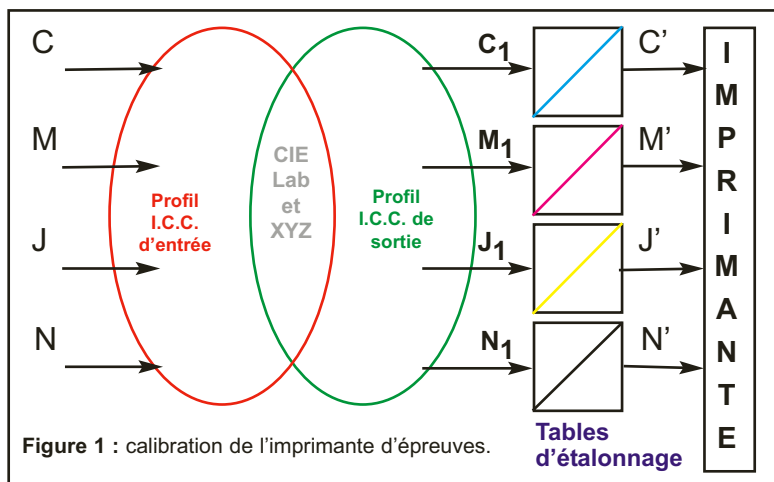 C
M
J
N
Profil
I.C.C.
d’entrée
CIE
Lab
et
XYZ
Profil
I.C.C. de
sortie
C1
M1
J1
N1
C’
M’
J’
N’
Tables
d’étalonnage
I
M
P
R
I
M
A
N
T
E
Figure 1 : calibration de l’imprimante d’épreuves.